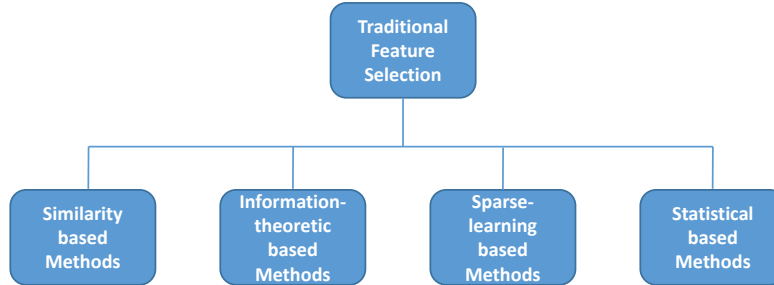 Traditional
Feature
Selection
Similarity
based
Methods
Information-
theoretic
based
Methods
Sparse-
learning
based
Methods
Statistical
based
Methods